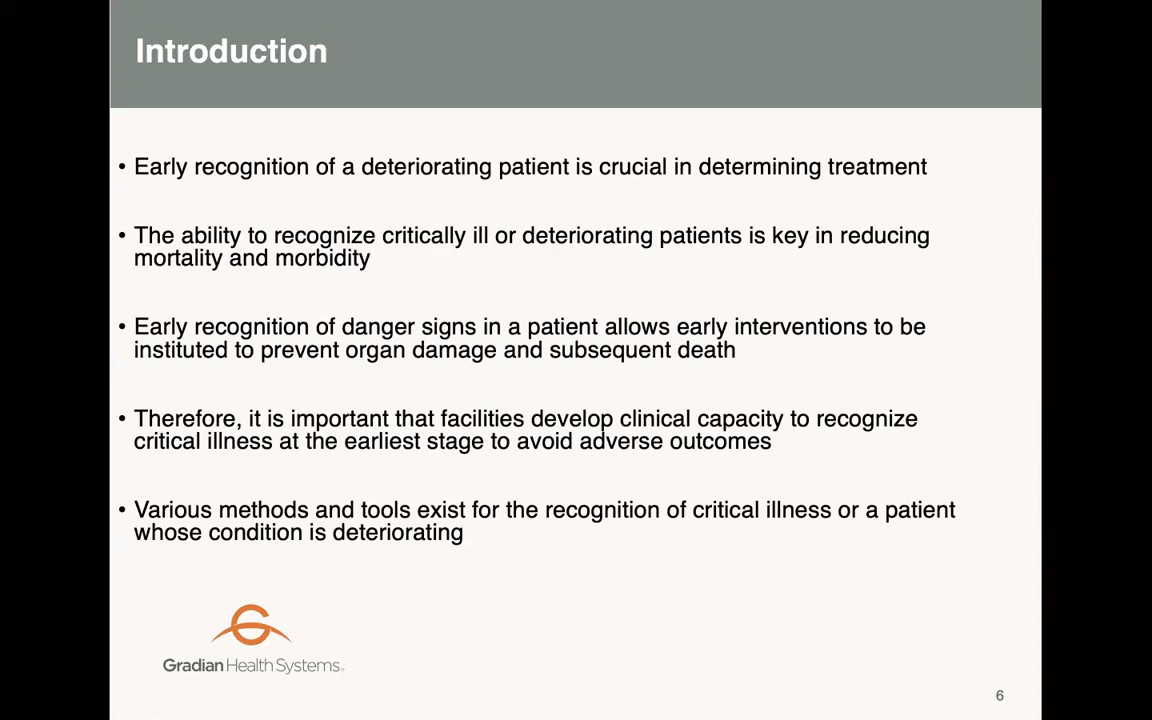 Introduction
• Early recognition of a deteriorating patient is crucial in determining treatment
• The ability to recognize critically ill or deteriorating patients is key in reducing
mortality and morbidity
• Early recognition of danger signs in a patient allows early interventions to be
instituted to prevent organ damage and subsequent death
• Therefore, it is important that facilities develop clinical capacity to recognize
critical illness at the earliest stage to avoid adverse outcomes
• Various methods and tools exist for the recognition of critical illness or a patient
whose condition is deteriorating
Gradian Health Systems
6